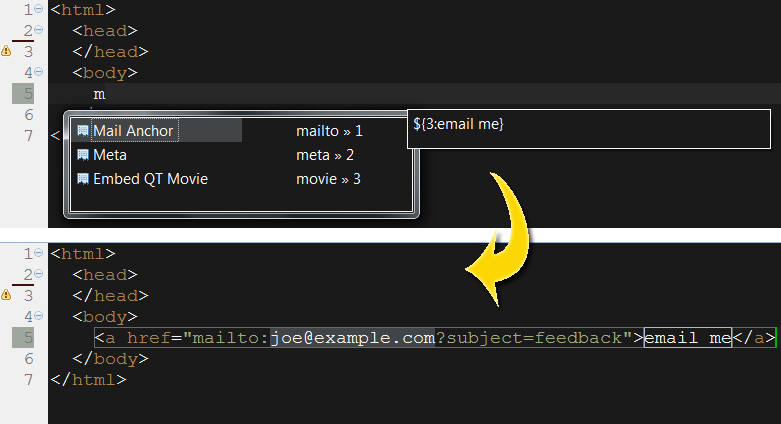 1 <html>
2 <head>
3 </head>
4 <body>
5 m
6
7 <
Mail Anchor mailto » 1
Meta meta » 2
Embed QT Movie movie » 3
${3:email me}
1 <html>
2 <head>
3 </head>
4 <body>
5 <a href="mailto:joe@example.com?subject=feedback">email me</a>
6 </body>
7 </html>